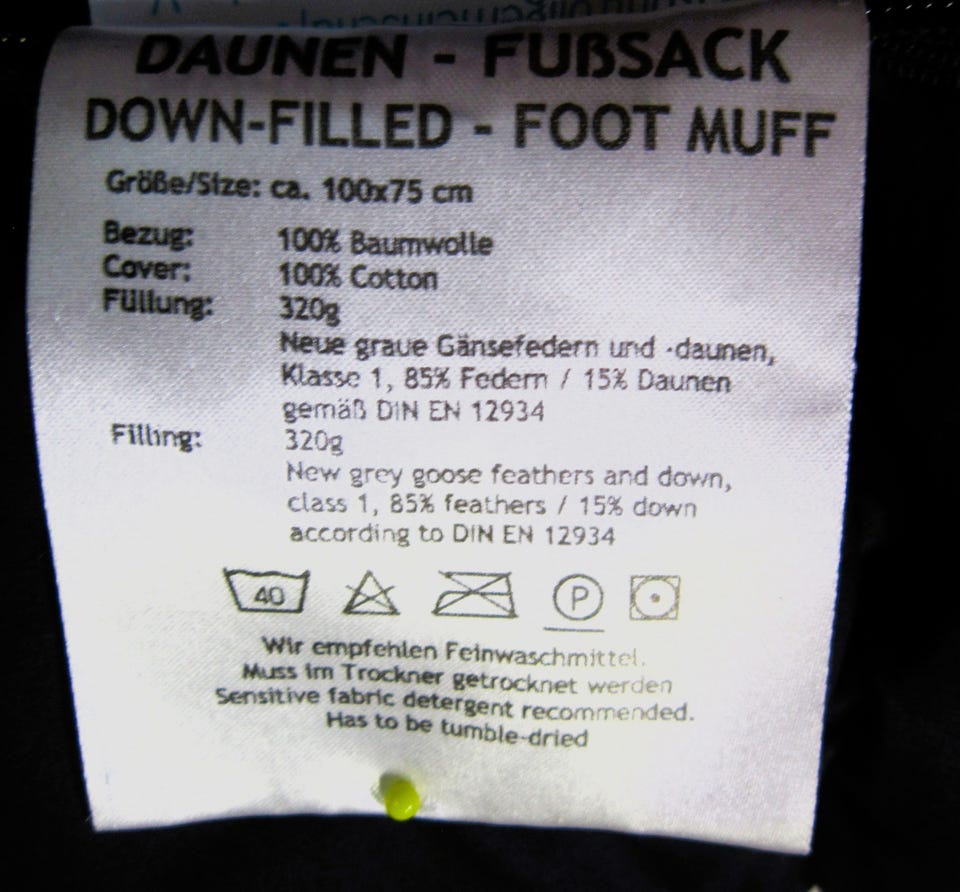 DAUNEN - FUßSACK
DOWN-FILLED - FOOT MUFF
Größe/Size: ca. 100x75 cm
Bezug: 100% Baumwolle
Cover: 100% Cotton
Füllung: 320g
Neue graue Gänsefedern und -daunen,
Klasse 1, 85% Federn / 15% Daunen
gemäß DIN EN 12934
Filling: 320g
New grey goose feathers and down,
class 1, 85% feathers / 15% down
according to DIN EN 12934
40 P
Wir empfehlen Feinwaschmittel.
Muss im Trockner getrocknet werden
Sensitive fabric detergent recommended.
Has to be tumble-dried